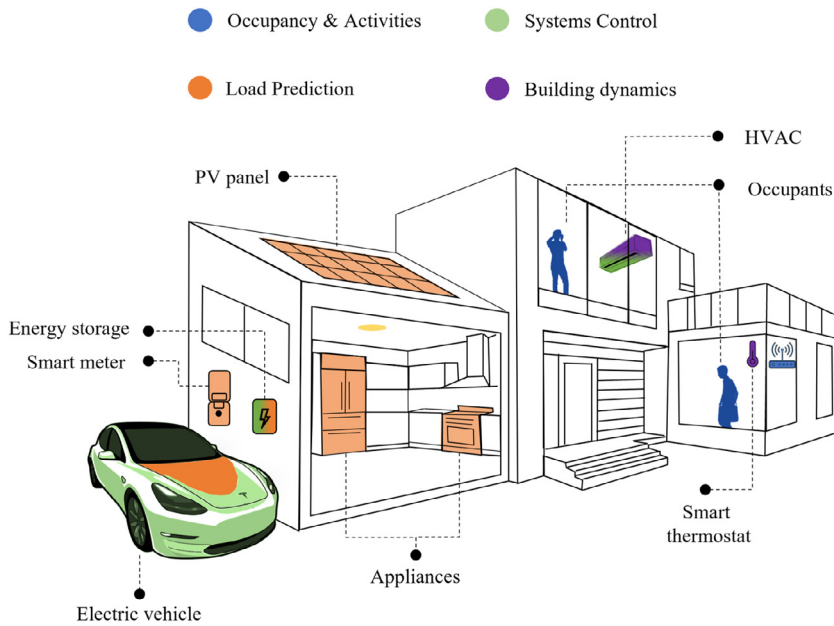 Occupancy & Activities
Systems Control
Load Prediction
Building dynamics
HVAC
PV panel
Occupants
Energy storage
Smart meter
Smart
thermostat
Appliances
Electric vehicle